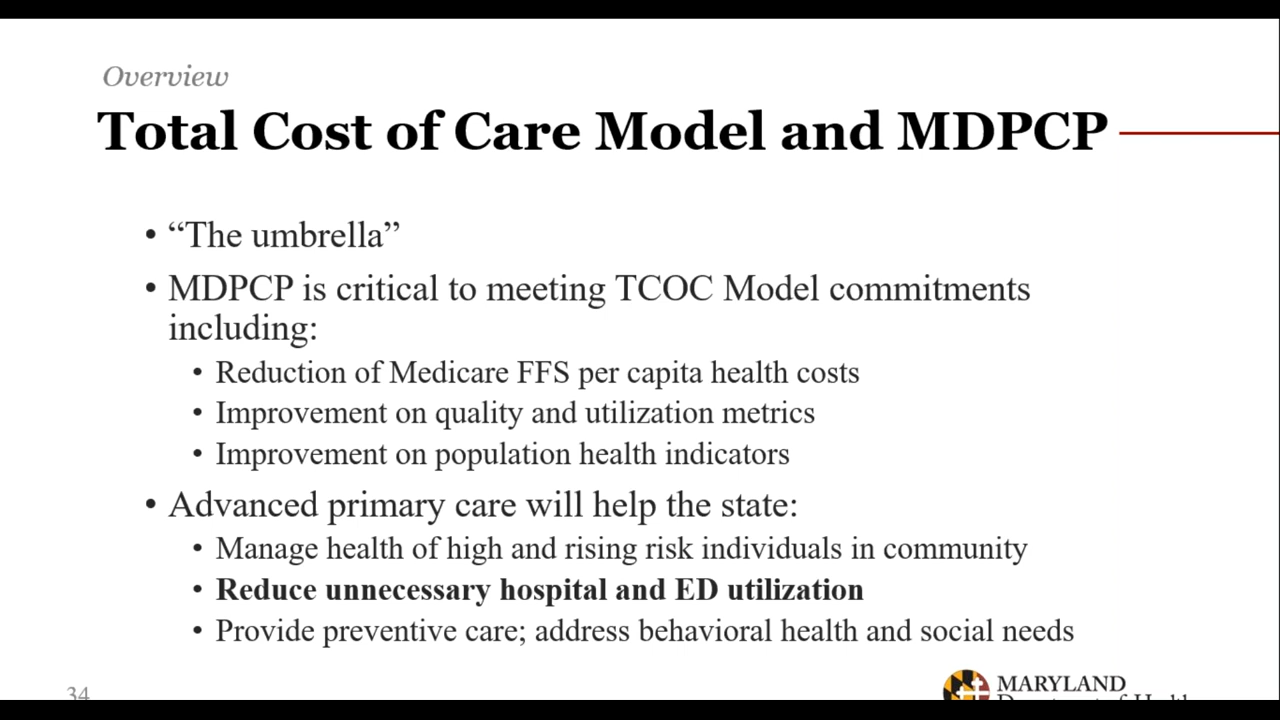 Overview
Total Cost of Care Model and MDPCP
• “The umbrella”
• MDPCP is critical to meeting TCOC Model commitments
including:
• Reduction of Medicare FFS per capita health costs
• Improvement on quality and utilization metrics
• Improvement on population health indicators
• Advanced primary care will help the state:
• Manage health of high and rising risk individuals in community
• Reduce unnecessary hospital and ED utilization
• Provide preventive care; address behavioral health and social needs
34
MARYLAND